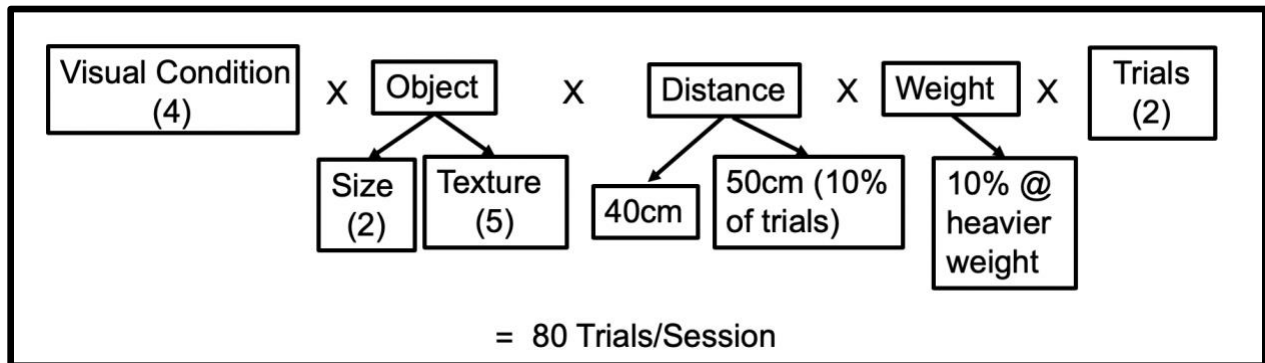 Visual Condition
(4)
X
Object
X
Distance
X
Weight
X
Trials
(2)
Size
(2)
Texture
(5)
40cm
50cm (10%
of trials)
10% @
heavier
weight
= 80 Trials/Session